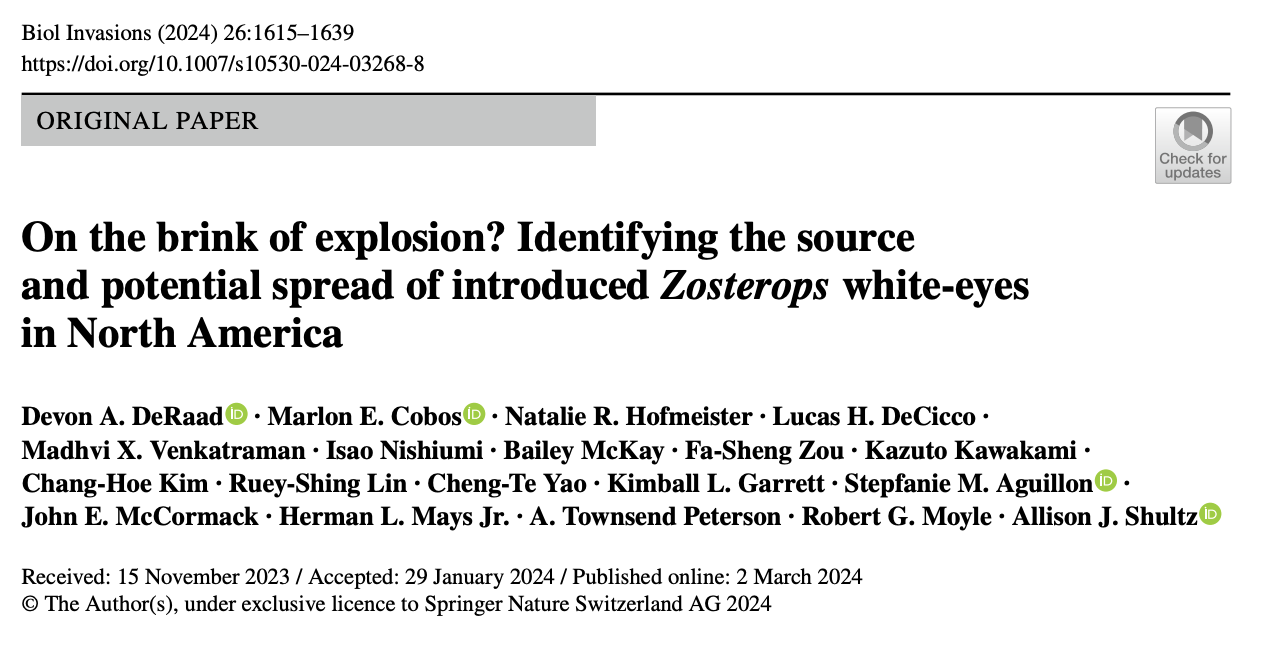 Biol Invasions (2024) 26:1615–1639
https://doi.org/10.1007/s10530-024-03268-8
ORIGINAL PAPER
Check for
updates
On the brink of explosion? Identifying the source
and potential spread of introduced Zosterops white-eyes
in North America
Devon A. DeRaad iD · Marlon E. Cobos iD · Natalie R. Hofmeister · Lucas H. DeCicco ·
Madhvi X. Venkatraman · Isao Nishiumi · Bailey McKay · Fa-Sheng Zou · Kazuto Kawakami ·
Chang-Hoe Kim · Ruey-Shing Lin · Cheng-Te Yao · Kimball L. Garrett · Stepfanie M. Aguillon iD ·
John E. McCormack · Herman L. Mays Jr. · A. Townsend Peterson · Robert G. Moyle · Allison J. Shultz iD
Received: 15 November 2023 / Accepted: 29 January 2024 / Published online: 2 March 2024
© The Author(s), under exclusive licence to Springer Nature Switzerland AG 2024